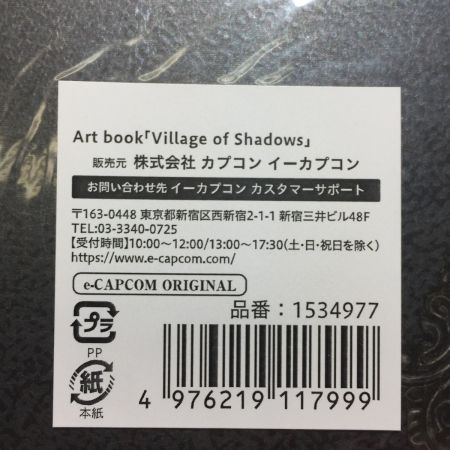 Art book「Village of Shadows」
販売元 株式会社 カプコン イーカプコン
お問い合わせ先 イーカプコン カスタマーサポート
〒163-0448 東京都新宿区西新宿2-1-1 新宿三井ビル48F
TEL:03-3340-0725
【受付時間】10:00～12:00/13:00～17:30(土・日・祝日を除く)
https://www.e-capcom.com/
e-CAPCOM ORIGINAL
品番：1534977
プラ
PP
紙
本紙
4 976219 117999